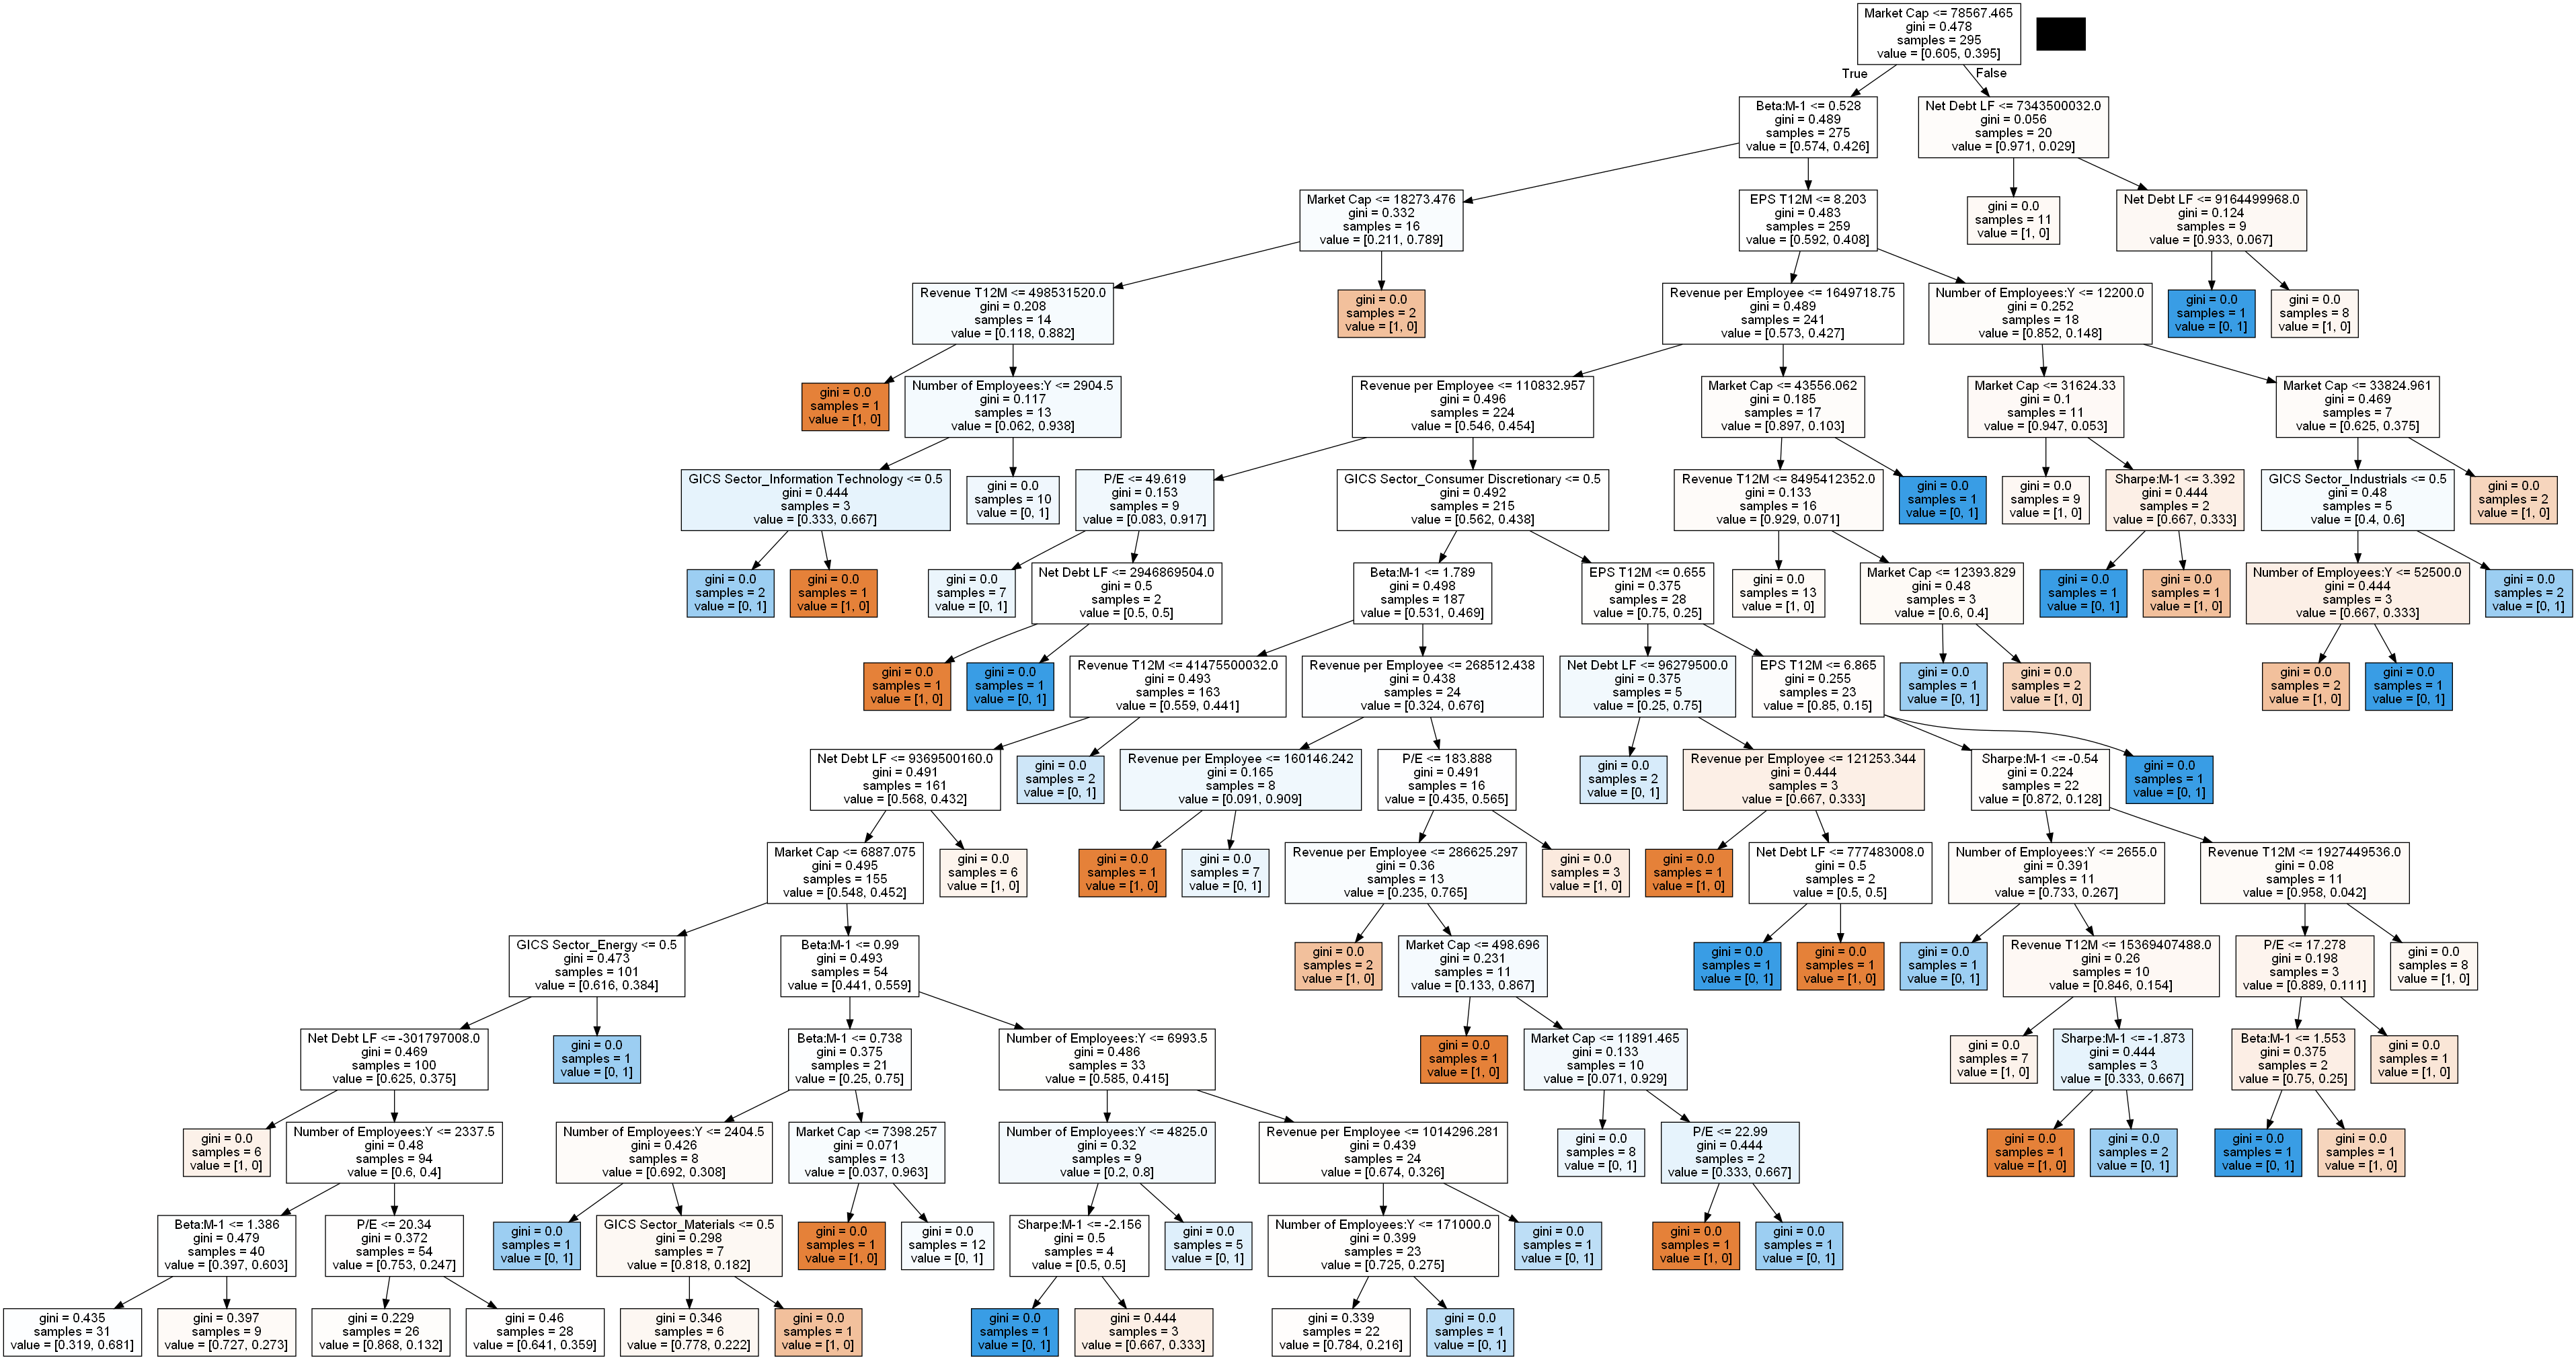 Market Cap <= 78567.465
gini = 0.478
samples = 295
value = [0.605, 0.395]
True
False
Beta:M-1 <= 0.528
gini = 0.489
samples = 275
value = [0.574, 0.426]
Net Debt LF <= 7343500032.0
gini = 0.056
samples = 20
value = [0.971, 0.029]
Market Cap <= 18273.476
gini = 0.332
samples = 16
value = [0.211, 0.789]
EPS T12M <= 8.203
gini = 0.483
samples = 259
value = [0.592, 0.408]
gini = 0.0
samples = 11
value = [1, 0]
Net Debt LF <= 9164499968.0
gini = 0.124
samples = 9
value = [0.933, 0.067]
Revenue T12M <= 498531520.0
gini = 0.208
samples = 14
value = [0.118, 0.882]
gini = 0.0
samples = 2
value = [1, 0]
Revenue per Employee <= 1649718.75
gini = 0.489
samples = 241
value = [0.573, 0.427]
Number of Employees:Y <= 12200.0
gini = 0.252
samples = 18
value = [0.852, 0.148]
gini = 0.0
samples = 1
value = [0, 1]
gini = 0.0
samples = 8
value = [1, 0]
gini = 0.0
samples = 1
value = [1, 0]
Number of Employees:Y <= 2904.5
gini = 0.117
samples = 13
value = [0.062, 0.938]
Revenue per Employee <= 110832.957
gini = 0.496
samples = 224
value = [0.546, 0.454]
Market Cap <= 43556.062
gini = 0.185
samples = 17
value = [0.897, 0.103]
Market Cap <= 31624.33
gini = 0.1
samples = 11
value = [0.947, 0.053]
Market Cap <= 33824.961
gini = 0.469
samples = 7
value = [0.625, 0.375]
GICS Sector_Information Technology <= 0.5
gini = 0.444
samples = 3
value = [0.333, 0.667]
gini = 0.0
samples = 10
value = [0, 1]
P/E <= 49.619
gini = 0.153
samples = 9
value = [0.083, 0.917]
GICS Sector_Consumer Discretionary <= 0.5
gini = 0.492
samples = 215
value = [0.562, 0.438]
Revenue T12M <= 8495412352.0
gini = 0.133
samples = 16
value = [0.929, 0.071]
gini = 0.0
samples = 1
value = [0, 1]
gini = 0.0
samples = 9
value = [1, 0]
Sharpe:M-1 <= 3.392
gini = 0.444
samples = 2
value = [0.667, 0.333]
GICS Sector_Industrials <= 0.5
gini = 0.48
samples = 5
value = [0.4, 0.6]
gini = 0.0
samples = 2
value = [1, 0]
gini = 0.0
samples = 2
value = [0, 1]
gini = 0.0
samples = 1
value = [1, 0]
gini = 0.0
samples = 7
value = [0, 1]
Net Debt LF <= 2946869504.0
gini = 0.5
samples = 2
value = [0.5, 0.5]
Beta:M-1 <= 1.789
gini = 0.498
samples = 187
value = [0.531, 0.469]
EPS T12M <= 0.655
gini = 0.375
samples = 28
value = [0.75, 0.25]
gini = 0.0
samples = 13
value = [1, 0]
Market Cap <= 12393.829
gini = 0.48
samples = 3
value = [0.6, 0.4]
gini = 0.0
samples = 1
value = [0, 1]
gini = 0.0
samples = 1
value = [1, 0]
Number of Employees:Y <= 52500.0
gini = 0.444
samples = 3
value = [0.667, 0.333]
gini = 0.0
samples = 2
value = [0, 1]
gini = 0.0
samples = 1
value = [1, 0]
gini = 0.0
samples = 1
value = [0, 1]
Revenue T12M <= 41475500032.0
gini = 0.493
samples = 163
value = [0.559, 0.441]
Revenue per Employee <= 268512.438
gini = 0.438
samples = 24
value = [0.324, 0.676]
Net Debt LF <= 96279500.0
gini = 0.375
samples = 5
value = [0.25, 0.75]
EPS T12M <= 6.865
gini = 0.255
samples = 23
value = [0.85, 0.15]
gini = 0.0
samples = 1
value = [0, 1]
gini = 0.0
samples = 2
value = [1, 0]
gini = 0.0
samples = 2
value = [1, 0]
gini = 0.0
samples = 1
value = [0, 1]
Net Debt LF <= 9369500160.0
gini = 0.491
samples = 161
value = [0.568, 0.432]
gini = 0.0
samples = 2
value = [0, 1]
Revenue per Employee <= 160146.242
gini = 0.165
samples = 8
value = [0.091, 0.909]
P/E <= 183.888
gini = 0.491
samples = 16
value = [0.435, 0.565]
gini = 0.0
samples = 2
value = [0, 1]
Revenue per Employee <= 121253.344
gini = 0.444
samples = 3
value = [0.667, 0.333]
Sharpe:M-1 <= -0.54
gini = 0.224
samples = 22
value = [0.872, 0.128]
gini = 0.0
samples = 1
value = [0, 1]
Market Cap <= 6887.075
gini = 0.495
samples = 155
value = [0.548, 0.452]
gini = 0.0
samples = 6
value = [1, 0]
gini = 0.0
samples = 1
value = [1, 0]
gini = 0.0
samples = 7
value = [0, 1]
Revenue per Employee <= 286625.297
gini = 0.36
samples = 13
value = [0.235, 0.765]
gini = 0.0
samples = 3
value = [1, 0]
gini = 0.0
samples = 1
value = [1, 0]
Net Debt LF <= 777483008.0
gini = 0.5
samples = 2
value = [0.5, 0.5]
Number of Employees:Y <= 2655.0
gini = 0.391
samples = 11
value = [0.733, 0.267]
Revenue T12M <= 1927449536.0
gini = 0.08
samples = 11
value = [0.958, 0.042]
GICS Sector_Energy <= 0.5
gini = 0.473
samples = 101
value = [0.616, 0.384]
Beta:M-1 <= 0.99
gini = 0.493
samples = 54
value = [0.441, 0.559]
gini = 0.0
samples = 2
value = [1, 0]
Market Cap <= 498.696
gini = 0.231
samples = 11
value = [0.133, 0.867]
gini = 0.0
samples = 1
value = [0, 1]
gini = 0.0
samples = 1
value = [1, 0]
gini = 0.0
samples = 1
value = [0, 1]
Revenue T12M <= 15369407488.0
gini = 0.26
samples = 10
value = [0.846, 0.154]
P/E <= 17.278
gini = 0.198
samples = 3
value = [0.889, 0.111]
gini = 0.0
samples = 8
value = [1, 0]
Net Debt LF <= -301797008.0
gini = 0.469
samples = 100
value = [0.625, 0.375]
gini = 0.0
samples = 1
value = [0, 1]
Beta:M-1 <= 0.738
gini = 0.375
samples = 21
value = [0.25, 0.75]
Number of Employees:Y <= 6993.5
gini = 0.486
samples = 33
value = [0.585, 0.415]
gini = 0.0
samples = 1
value = [1, 0]
Market Cap <= 11891.465
gini = 0.133
samples = 10
value = [0.071, 0.929]
gini = 0.0
samples = 7
value = [1, 0]
Sharpe:M-1 <= -1.873
gini = 0.444
samples = 3
value = [0.333, 0.667]
Beta:M-1 <= 1.553
gini = 0.375
samples = 2
value = [0.75, 0.25]
gini = 0.0
samples = 1
value = [1, 0]
gini = 0.0
samples = 6
value = [1, 0]
Number of Employees:Y <= 2337.5
gini = 0.48
samples = 94
value = [0.6, 0.4]
Number of Employees:Y <= 2404.5
gini = 0.426
samples = 8
value = [0.692, 0.308]
Market Cap <= 7398.257
gini = 0.071
samples = 13
value = [0.037, 0.963]
Number of Employees:Y <= 4825.0
gini = 0.32
samples = 9
value = [0.2, 0.8]
Revenue per Employee <= 1014296.281
gini = 0.439
samples = 24
value = [0.674, 0.326]
gini = 0.0
samples = 8
value = [0, 1]
P/E <= 22.99
gini = 0.444
samples = 2
value = [0.333, 0.667]
gini = 0.0
samples = 1
value = [1, 0]
gini = 0.0
samples = 2
value = [0, 1]
gini = 0.0
samples = 1
value = [0, 1]
gini = 0.0
samples = 1
value = [1, 0]
Beta:M-1 <= 1.386
gini = 0.479
samples = 40
value = [0.397, 0.603]
P/E <= 20.34
gini = 0.372
samples = 54
value = [0.753, 0.247]
gini = 0.0
samples = 1
value = [0, 1]
GICS Sector_Materials <= 0.5
gini = 0.298
samples = 7
value = [0.818, 0.182]
gini = 0.0
samples = 1
value = [1, 0]
gini = 0.0
samples = 12
value = [0, 1]
Sharpe:M-1 <= -2.156
gini = 0.5
samples = 4
value = [0.5, 0.5]
gini = 0.0
samples = 5
value = [0, 1]
Number of Employees:Y <= 171000.0
gini = 0.399
samples = 23
value = [0.725, 0.275]
gini = 0.0
samples = 1
value = [0, 1]
gini = 0.0
samples = 1
value = [1, 0]
gini = 0.0
samples = 1
value = [0, 1]
gini = 0.435
samples = 31
value = [0.319, 0.681]
gini = 0.397
samples = 9
value = [0.727, 0.273]
gini = 0.229
samples = 26
value = [0.868, 0.132]
gini = 0.46
samples = 28
value = [0.641, 0.359]
gini = 0.346
samples = 6
value = [0.778, 0.222]
gini = 0.0
samples = 1
value = [1, 0]
gini = 0.0
samples = 1
value = [0, 1]
gini = 0.444
samples = 3
value = [0.667, 0.333]
gini = 0.339
samples = 22
value = [0.784, 0.216]
gini = 0.0
samples = 1
value = [0, 1]